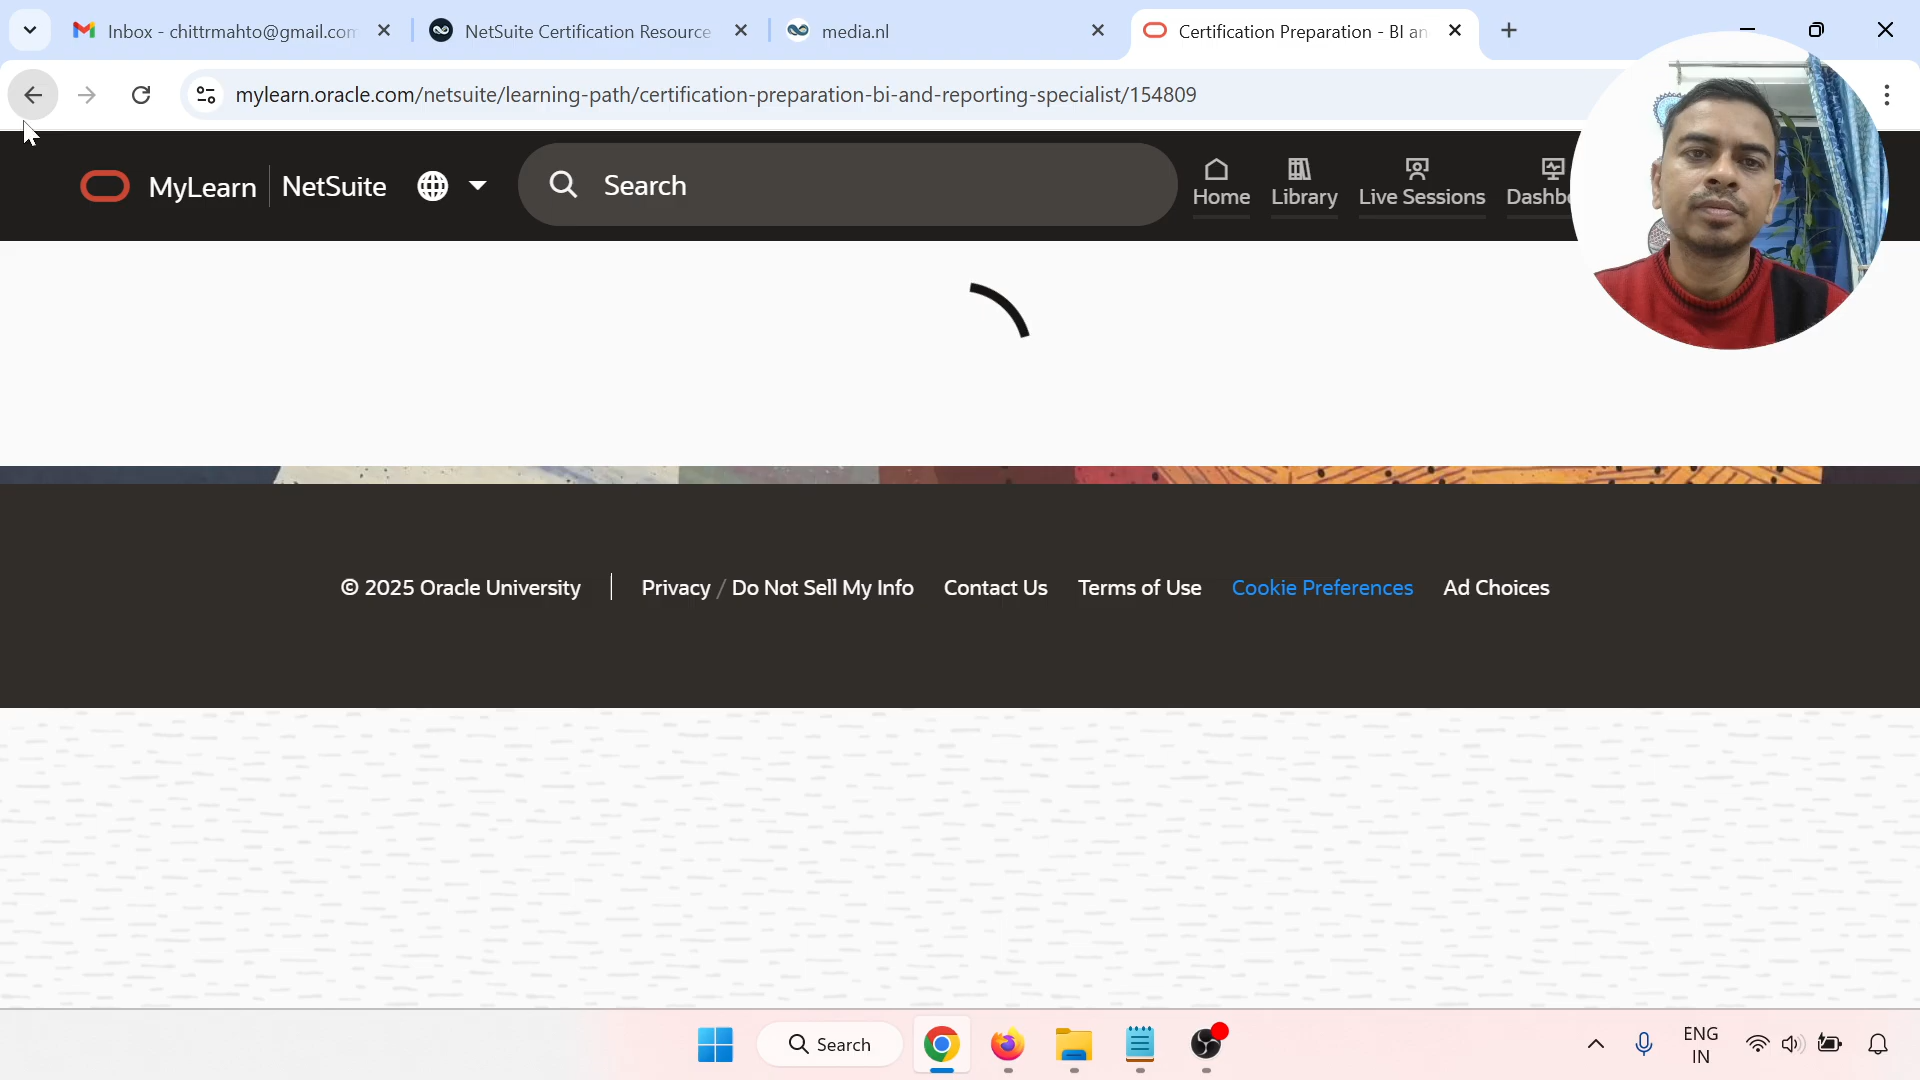 Inbox - chittrmahto@gmail.com
NetSuite Certification Resource
media.nl
Certification Preparation - BI an
mylearn.oracle.com/netsuite/learning-path/certification-preparation-bi-and-reporting-specialist/154809
MyLearn
NetSuite
Search
Home
Library
Live Sessions
Dashbo
© 2025 Oracle University
Privacy / Do Not Sell My Info
Contact Us
Terms of Use
Cookie Preferences
Ad Choices
Search
ENG
IN